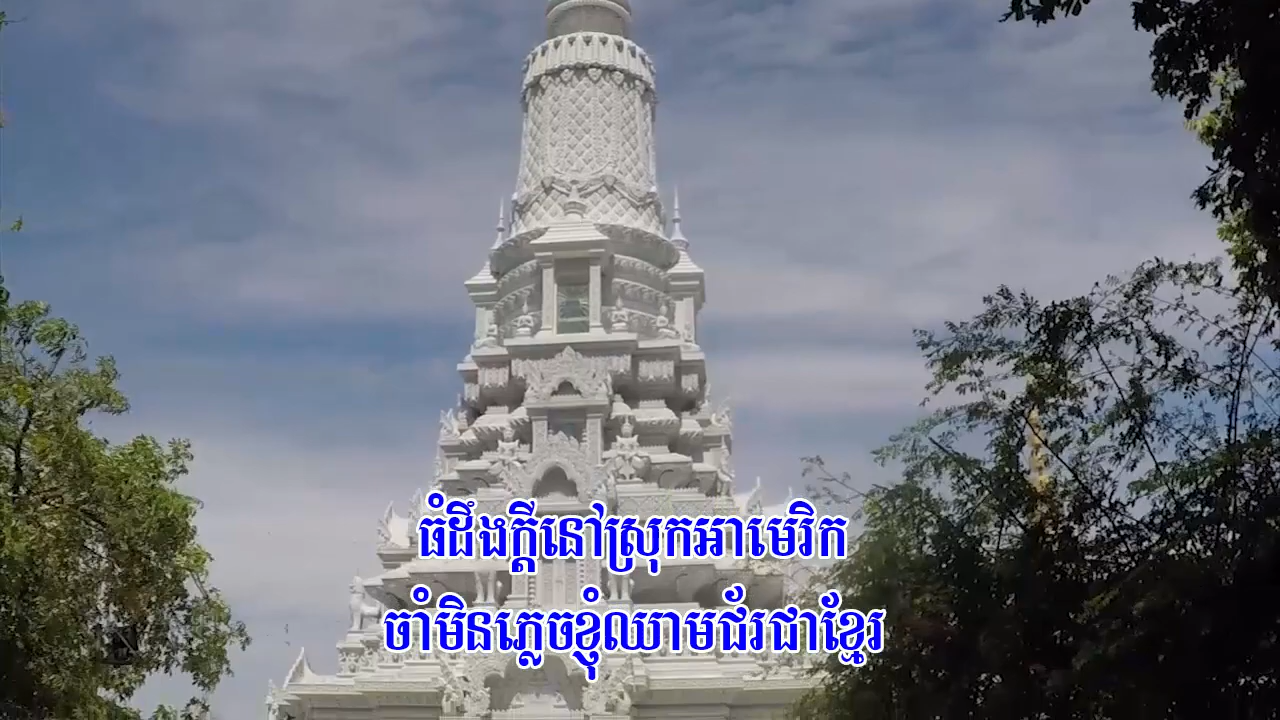 ធំដឹងក្ដីនៅស្រុកអាមេរិក
ចាំមិនភ្លេចខ្ញុំឈាមជ័រជាខ្មែរ